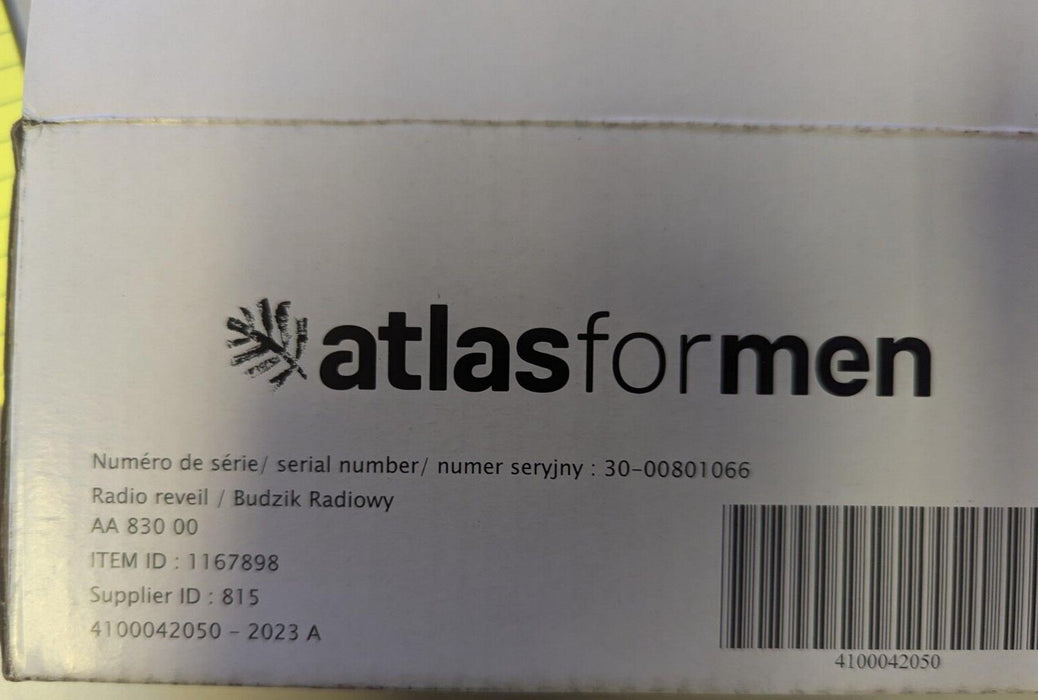 atlasformen
Numéro de série/ serial number/ numer seryjny : 30-00801066
Radio reveil / Budzik Radiowy
AA 830 00
ITEM ID : 1167898
Supplier ID : 815
4100042050 - 2023 A
4100042050